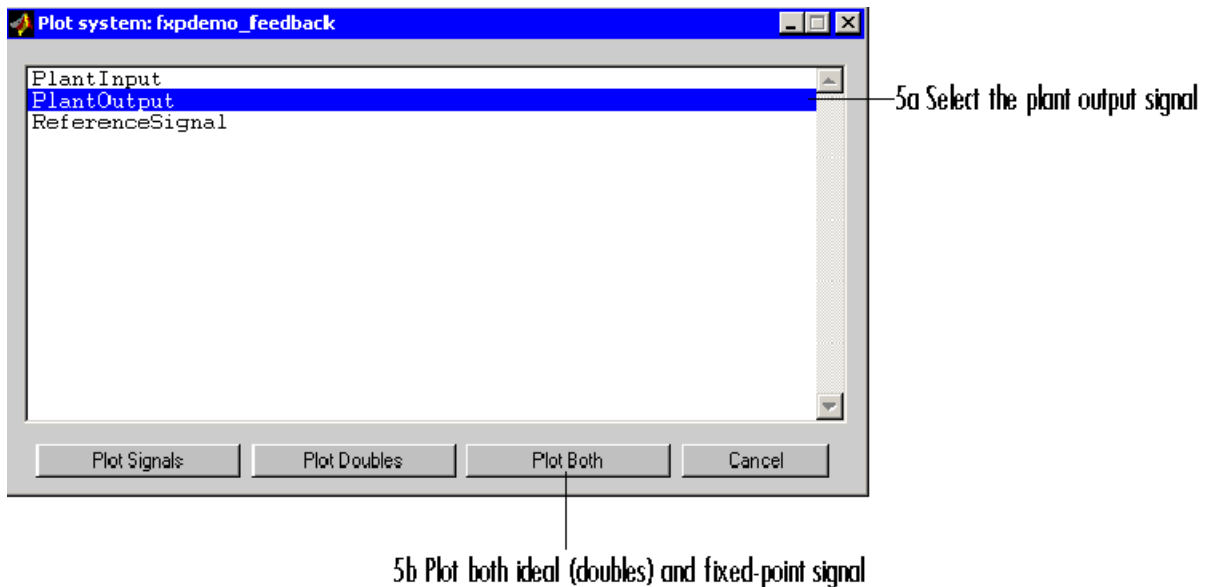 Plot system: fxpdemo_feedback
PlantInput
PlantOutput
ReferenceSignal
5a Select the plant output signal
Plot Signals
Plot Doubles
Plot Both
Cancel
5b Plot both ideal (doubles) and fixed-point signal